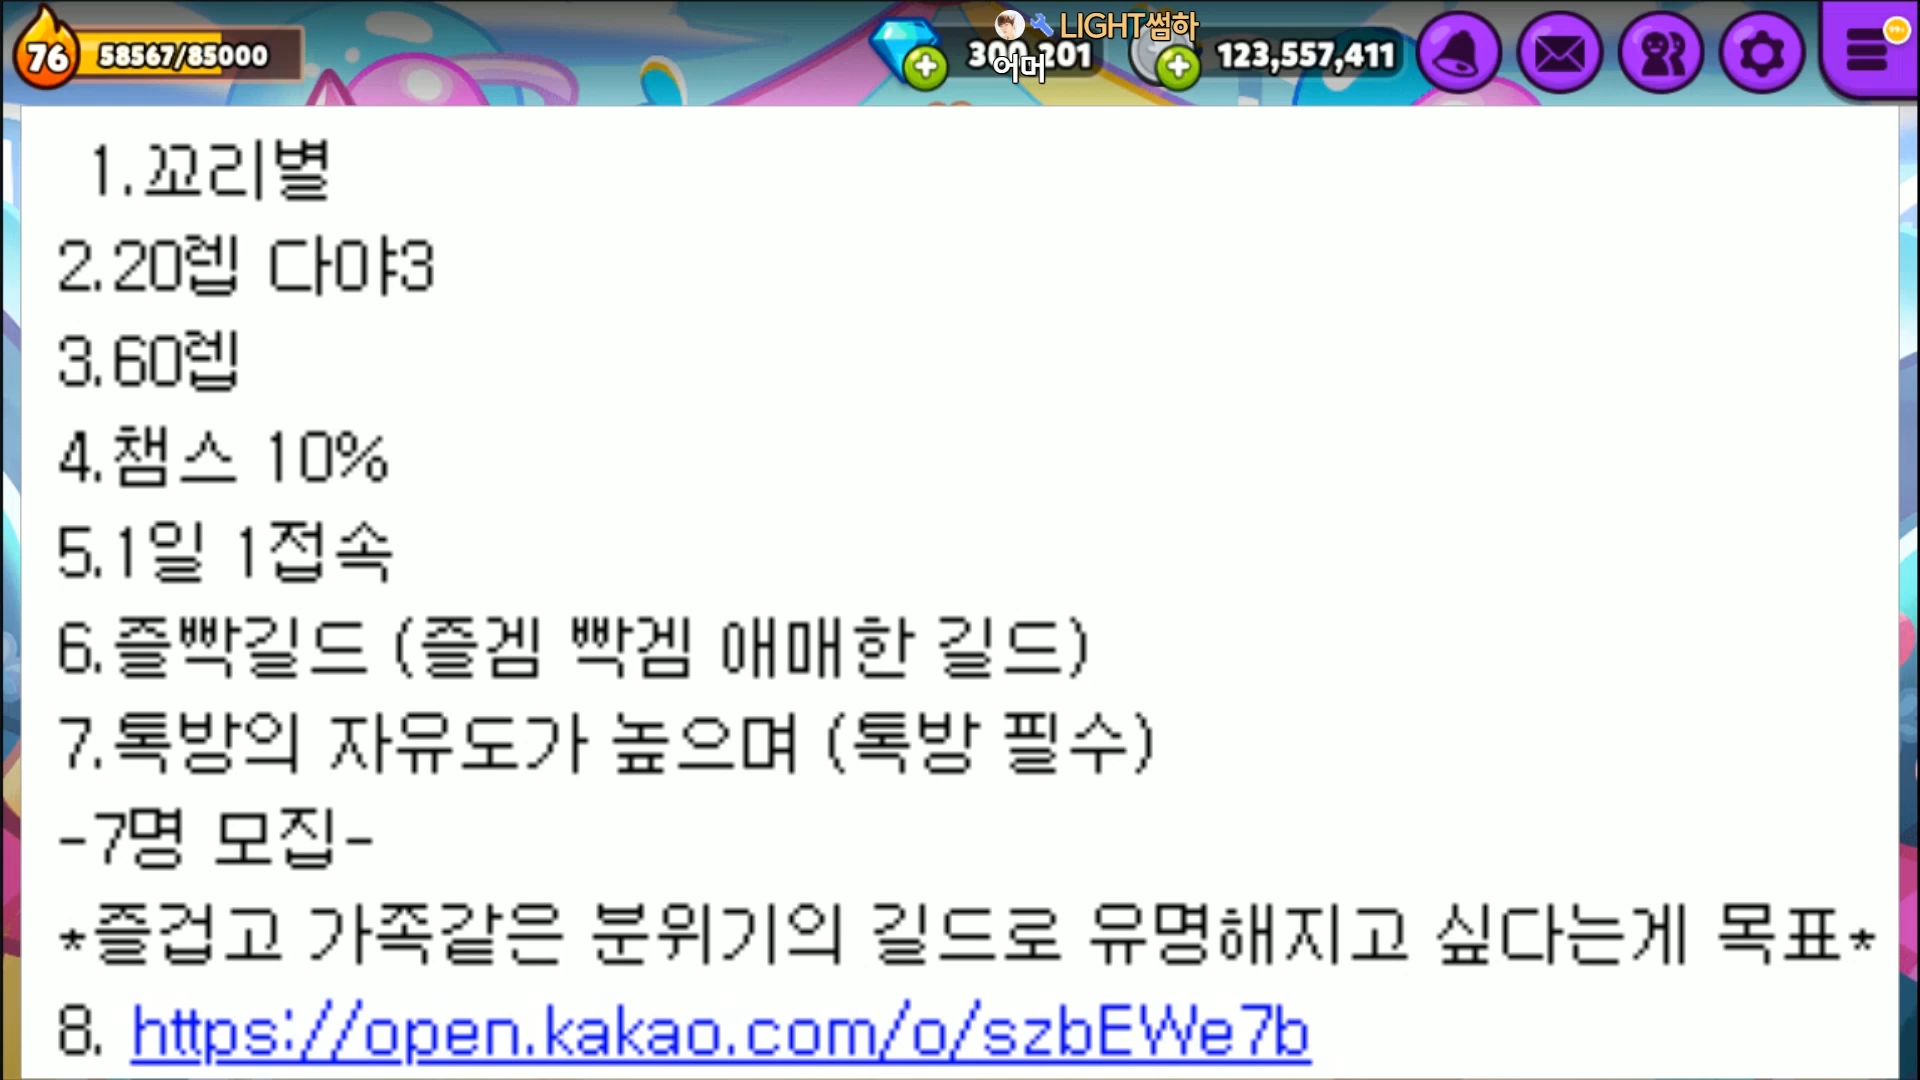 76 58567/85000
LIGHT썸하
어머
123,557,411
1.꼬리별
2.20렙 다야3
3.60렙
4.챔스 10%
5.1일 1접속
6.즐빡길드 (즐겜 빡겜 애매한 길드)
7.톡방의 자유도가 높으며 (톡방 필수)
-7명 모집-
*즐겁고 가족같은 분위기의 길드로 유명해지고 싶다는게 목표*
8. https://open.kakao.com/o/szbEWe7b